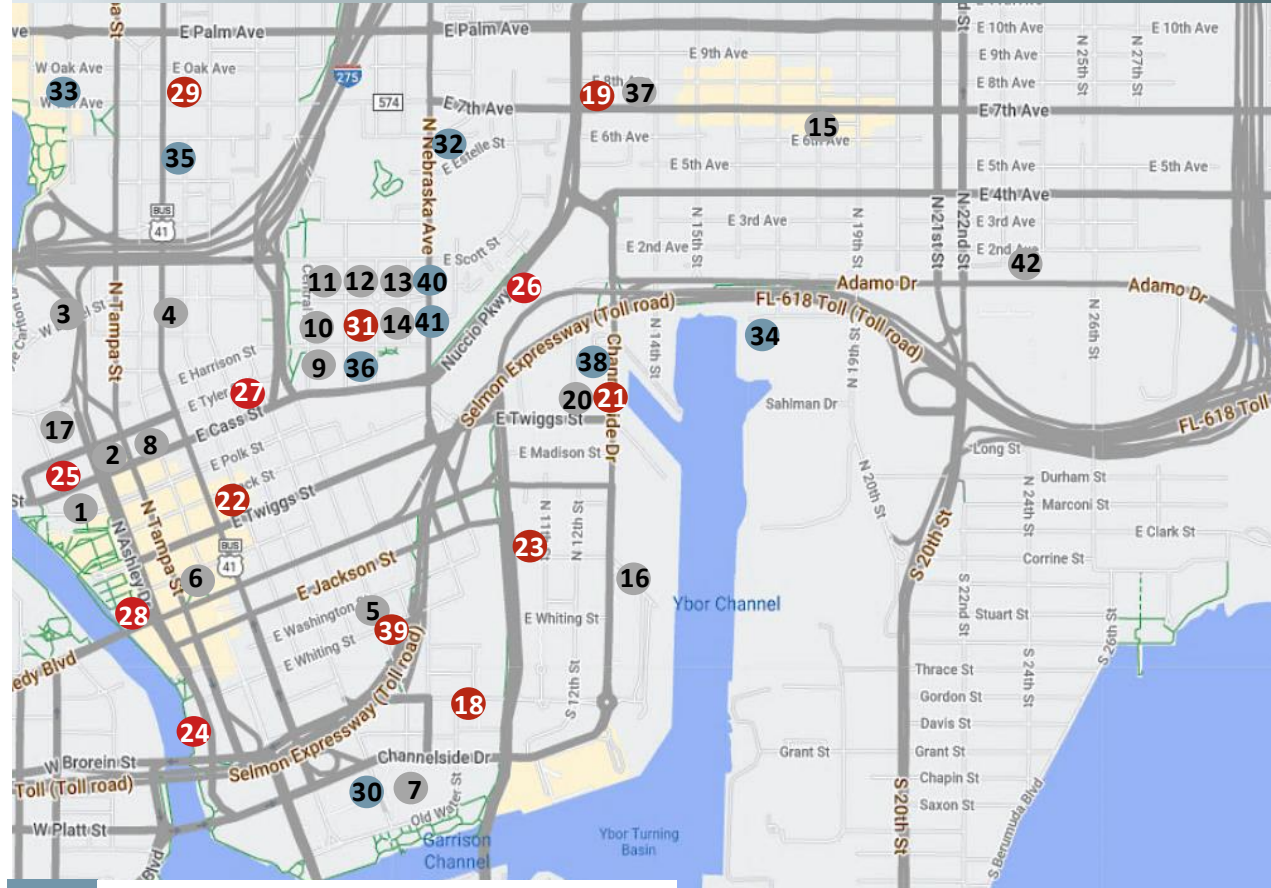 E Palm Ave
E Palm Ave
E 10th Ave
E 10th Ave
W Oak Ave
E Oak Ave
E 9th Ave
E 9th Ave
N 25th St
N 27th St
275
E 8th Ave
E 8th Ave
33
29
19
37
574
E 7th Ave
E 7th Ave
15
E 6th Ave
E 6th Ave
35
32
E Estelle St
N Nebraska Ave
E 5th Ave
E 5th Ave
E 5th Ave
E 4th Ave
BUS
41
E 3rd Ave
E 3rd Ave
N 15th St
N 19th St
N 21st St
N 22nd St
E 2nd Ave
E 2nd Ave
42
E Scott St
Central
11
12
13
40
26
Adamo Dr
Adamo Dr
FL-618 Toll (Toll road)
N Tampa St
3
4
10
31
14
41
Nuccio Pkwy
Selmon Expressway (Toll road)
N 14th St
34
N 19th St
N 26th St
E Harrison St
9
36
38
E Tyler
27
20
21
Sahlman Dr
E Cass St
E Twiggs St
FL-618 Toll
17
2
8
E Polk St
E Madison St
Long St
25
Durham St
1
22
E Twiggs St
N 20th St
N 24th St
Marconi St
E Clark St
N Ashley Dr
N Tampa St
BUS
41
23
N 11th St
N 12th St
Corrine St
6
E Jackson St
16
S 20th St
S 22nd St
Ybor Channel
28
E Washington St
5
39
E Whiting St
E Whiting St
Stuart St
S 26th St
edy Blvd
Selmon Expressway (Toll road)
Thrace St
S 24th St
18
S 12th St
Gordon St
24
Davis St
W Brorein St
Channelside Dr
Grant St
Grant St
Toll (Toll road)
30
7
Chapin St
Old Water St
S 20th St
Saxon St
W Platt St
Garrison
Channel
Ybor Turning
Basin
S Berumuda Blvd
Blvd